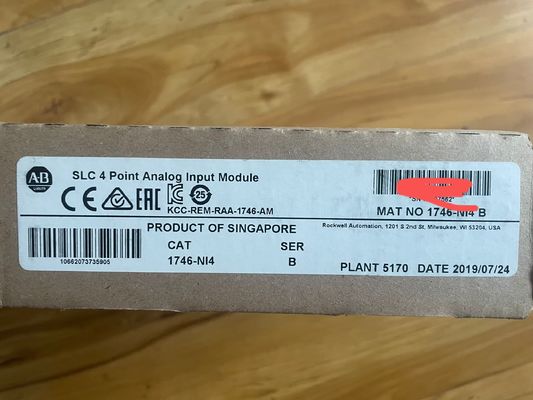 A-B
SLC 4 Point Analog Input Module
CE EAC 25
KCC-REM-RAA-1746-AM
MAT NO 1746-NI4 B
Rockwell Automation, 1201 S 2nd St. Milwaukee, WI 53204, USA
PRODUCT OF SINGAPORE
CAT SER
10662073735905
1746-NI4 B
PLANT 5170 DATE 2019/07/24